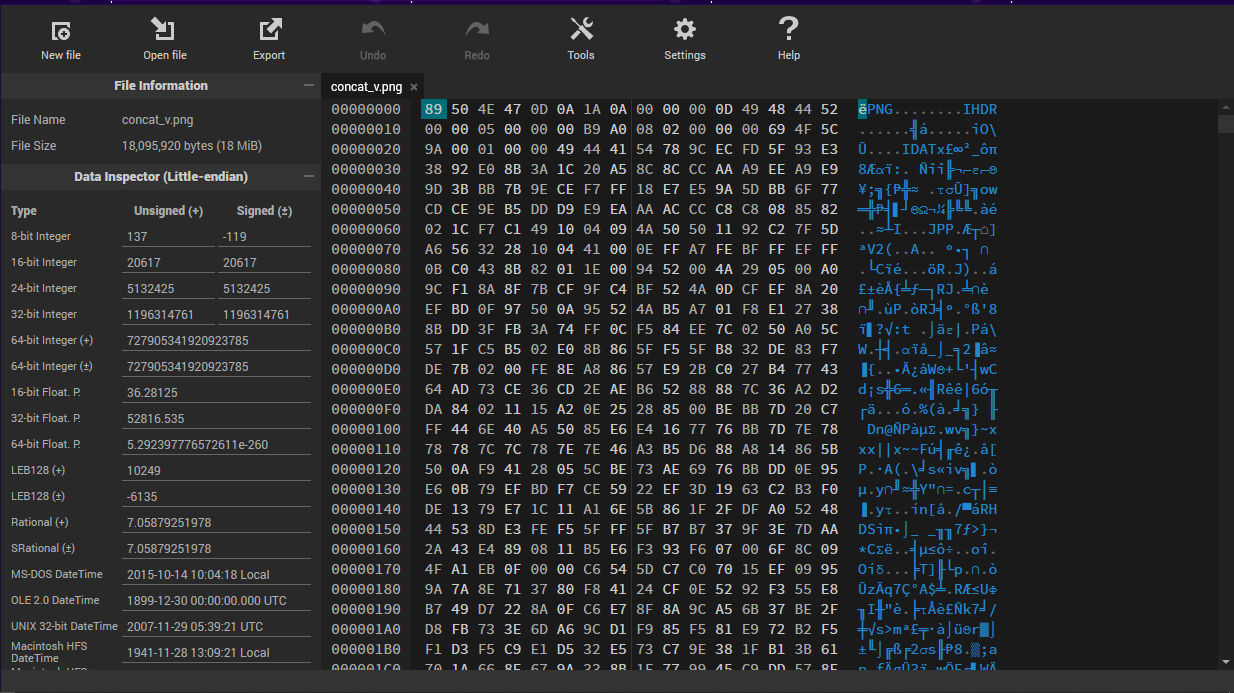 New file Open file Export Undo Redo Tools Settings Help
File Information
File Name concat_v.png
File Size 18,095,920 bytes (18 MiB)
Data Inspector (Little-endian)
Type Unsigned (+) Signed (±)
8-bit Integer 137 -119
16-bit Integer 20617 20617
24-bit Integer 5132425 5132425
32-bit Integer 1196314761 1196314761
64-bit Integer (+) 727905341920923785
64-bit Integer (±) 727905341920923785
16-bit Float. P. 36.28125
32-bit Float. P. 52816.535
64-bit Float. P. 5.292397776572611e-260
LEB128 (+) 10249
LEB128 (±) -6135
Rational (+) 7.05879251978
SRational (±) 7.05879251978
MS-DOS DateTime 2015-10-14 10:04:18 Local
OLE 2.0 DateTime 1899-12-30 00:00:00.000 UTC
UNIX 32-bit DateTime 2007-11-29 05:39:21 UTC
Macintosh HFS
DateTime 1941-11-28 13:09:21 Local
concat_v.png ×
00000000 89 50 4E 47 0D 0A 1A 0A 00 00 00 0D 49 48 44 52 ëPNG........IHDR
00000010 00 00 05 00 00 00 B9 A0 08 02 00 00 00 69 4F 5C ......╣á.....iO\
00000020 9A 00 01 00 00 49 44 41 54 78 9C EC FD 5F 93 E3 Ü....IDATx£∞²_ôπ
00000030 38 92 E0 8B 3A 1C 20 A5 8C 8C CC AA A9 EE A9 E9
00000040 9D 3B BB 7B 9E CE F7 FF 18 E7 E5 9A 5D BB 6F 77
00000050 CD CE 9E B5 DD D9 E9 EA AA AC CC C8 C8 08 85 82
00000060 02 1C F7 C1 49 10 04 09 4A 50 50 11 92 C2 7F 5D
00000070 A6 56 32 28 10 04 41 00 0E FF A7 FE BF FF EF FF
00000080 0B C0 43 8B 82 01 1E 00 94 52 00 4A 29 05 00 A0
00000090 9C F1 8A 8F 7B CF 9F C4 BF 52 4A 0D CF EF 8A 20
000000A0 EF BD 0F 97 50 0A 95 52 4A B5 A7 01 F8 E1 27 38
000000B0 8B DD 3F FB 3A 74 FF 0C F5 84 EE 7C 02 50 A0 5C
000000C0 57 1F C5 B5 02 E0 8B 86 5F F5 5F B8 32 DE 83 F7
000000D0 DE 7B 02 00 FE 8E A8 86 57 E9 2B C0 27 B4 77 43
000000E0 64 AD 73 CE 36 CD 2E AE B6 52 88 88 7C 36 A2 D2
000000F0 DA 84 02 11 15 A2 0E 25 28 85 00 BE BB 7D 20 C7
00000100 FF 44 6E 40 A5 50 85 E6 E4 16 77 76 BB 7D 7E 78
00000110 78 78 7C 7C 78 7E 7E 46 A3 B5 D6 88 A8 14 86 5B
00000120 50 0A F9 41 28 05 5C BE 73 AE 69 76 BB DD 0E 95
00000130 E6 0B 79 EF BD F7 CE 59 22 EF 3D 19 63 C2 B3 F0
00000140 DE 13 79 E7 1C 11 A1 6E 5B 86 1F 2F DF A0 52 48
00000150 44 53 8D E3 FE F5 5F FF 5F B7 B7 37 9F 3E 7D AA
00000160 2A 43 E4 89 08 11 B5 E6 F3 93 F6 07 00 6F 8C 09
00000170 4F A1 EB 0F 00 00 C6 54 5D C7 C0 70 15 EF 09 95
00000180 9A 7A 8E 71 37 80 F8 41 24 CF 0E 52 92 F3 55 E8
00000190 B7 49 D7 22 8A 0F C6 E7 8F 8A 9C A5 6B 37 BE 2F
000001A0 D8 FB 73 3E 6D A6 9C D1 F9 85 F5 81 E9 72 B2 F5
000001B0 F1 D3 F5 C9 E1 D5 32 E5 73 C7 9E 38 1F B1 3B 61